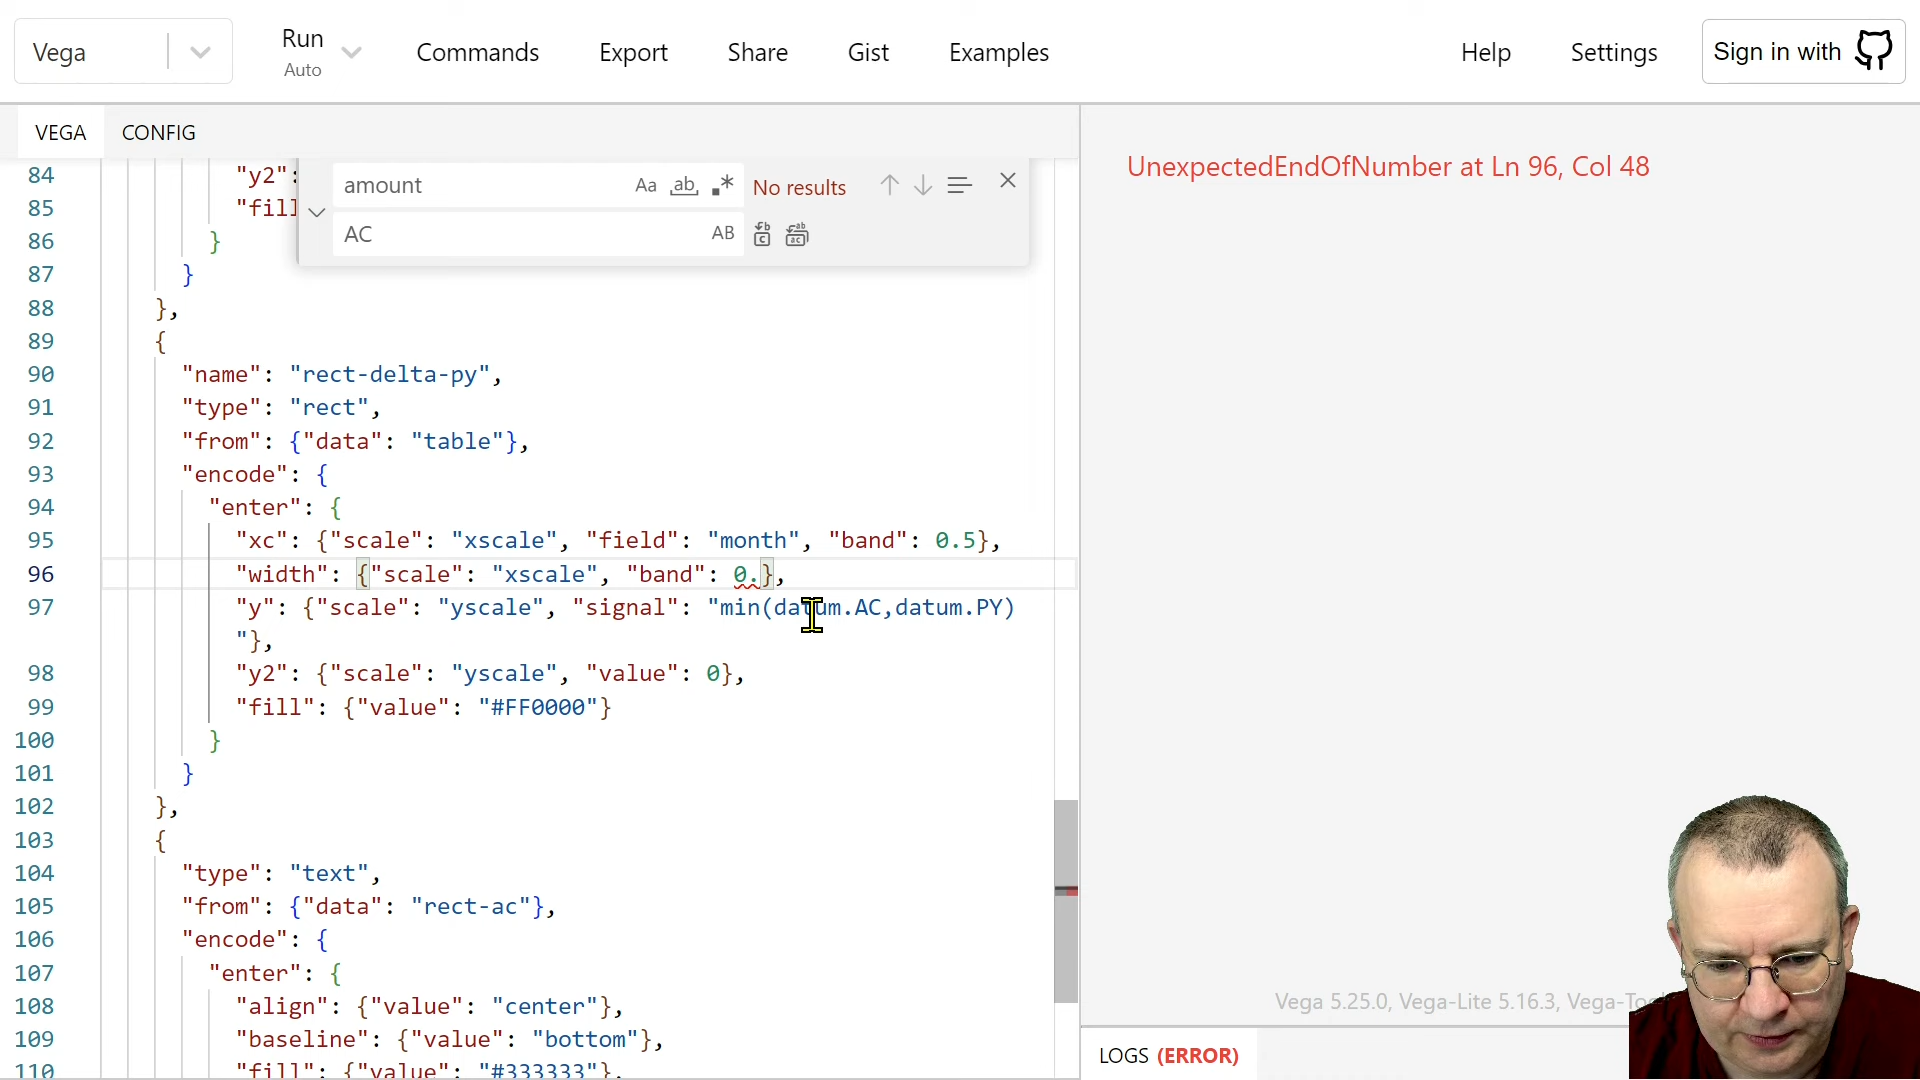 Vega
Run
Auto
Commands
Export
Share
Gist
Examples
Help
Settings
Sign in with
VEGA
CONFIG
84 "y2":
85 "fill
86 }
87 }
88 },
89 {
90 "name": "rect-delta-py",
91 "type": "rect",
92 "from": {"data": "table"},
93 "encode": {
94 "enter": {
95 "xc": {"scale": "xscale", "field": "month", "band": 0.5},
96 "width": {"scale": "xscale", "band": 0.},
97 "y": {"scale": "yscale", "signal": "min(datum.AC,datum.PY)
"},
98 "y2": {"scale": "yscale", "value": 0},
99 "fill": {"value": "#FF0000"}
100 }
101 }
102 },
103 {
104 "type": "text",
105 "from": {"data": "rect-ac"},
106 "encode": {
107 "enter": {
108 "align": {"value": "center"},
109 "baseline": {"value": "bottom"},
110 "fill": {"value": "#333333"},
amount
Aa ab .* No results
AC
AB
UnexpectedEndOfNumber at Ln 96, Col 48
Vega 5.25.0, Vega-Lite 5.16.3, Vega-To
LOGS (ERROR)